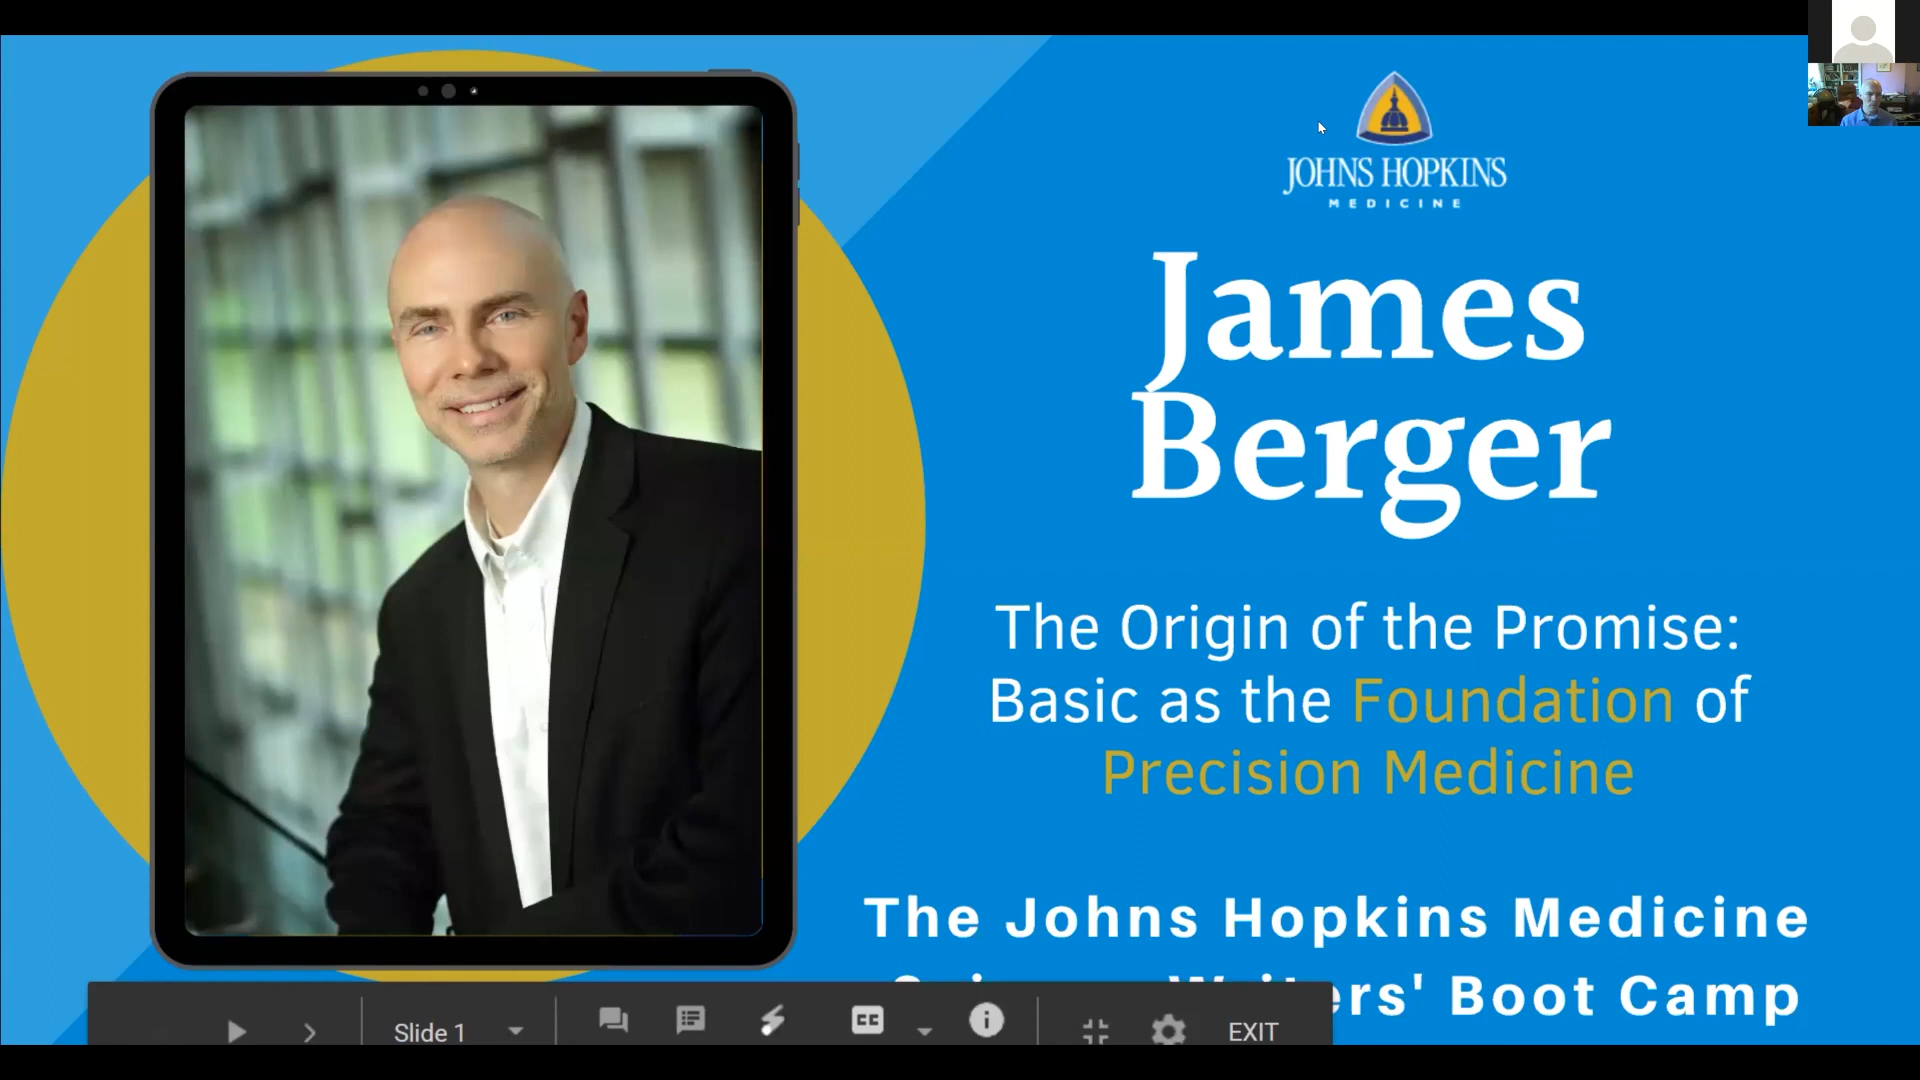 JOHNS HOPKINS
MEDICINE
James
Berger
The Origin of the Promise:
Basic as the Foundation of
Precision Medicine
The Johns Hopkins Medicine
Boot Camp
Slide 1
CC
EXIT